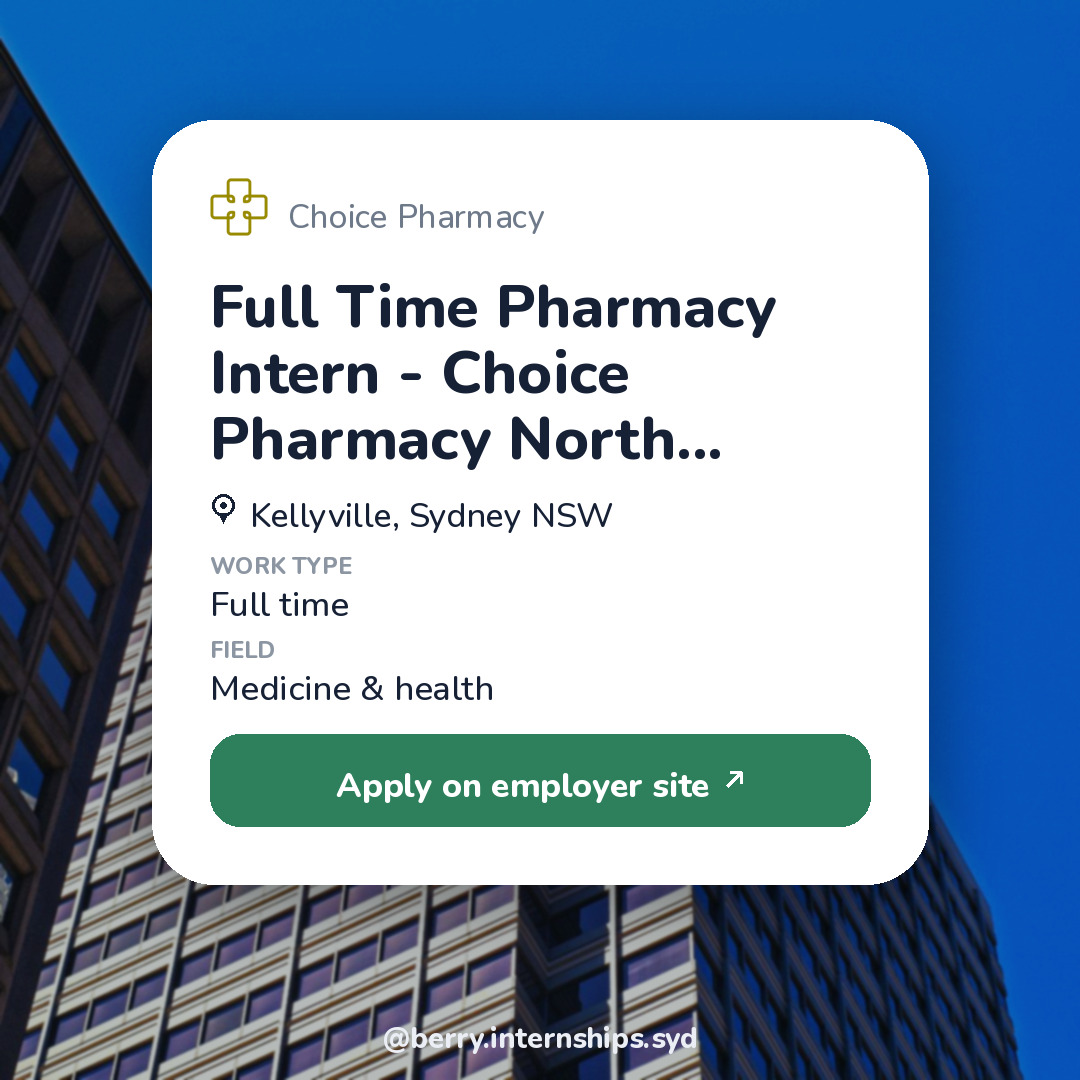 Choice Pharmacy
Full Time Pharmacy
Intern - Choice
Pharmacy North...
Kellyville, Sydney NSW
WORK TYPE
Full time
FIELD
Medicine & health
Apply on employer site
@berry.internships.syd